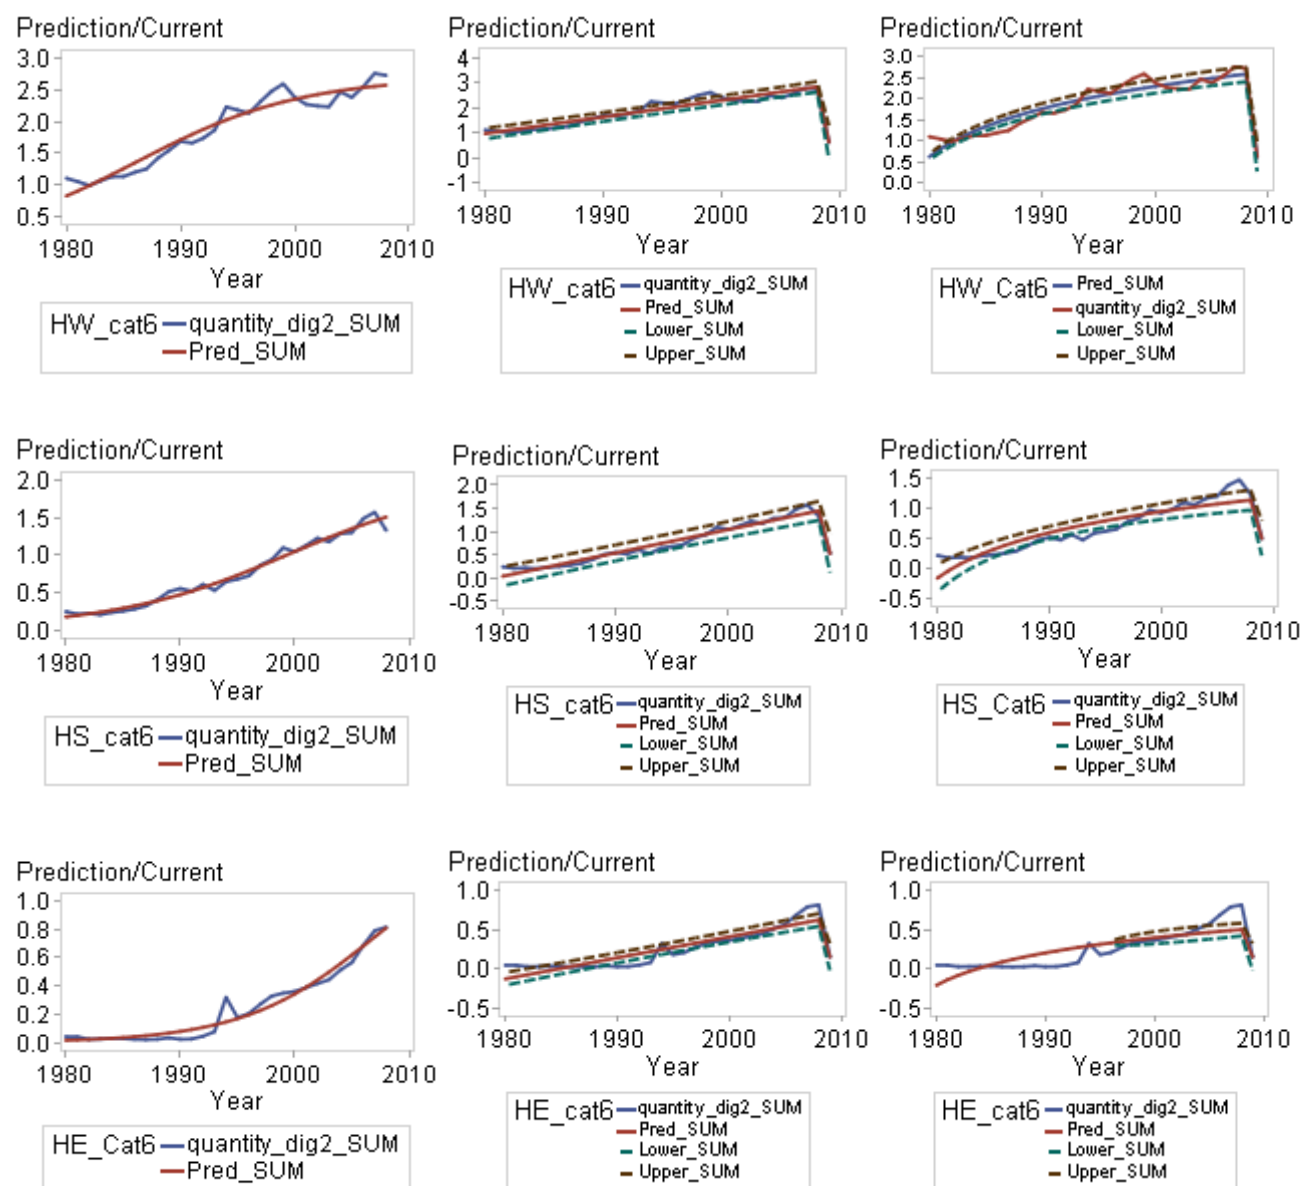 Prediction/Current
3.0
2.5
2.0
1.5
1.0
0.5
1980 1990 2000 2010
Year
HW_cat6 quantity_dig2_SUM
Pred_SUM
Prediction/Current
4
3
2
1
0
-1
1980 1990 2000 2010
Year
HW_cat6 quantity_dig2_SUM
Pred_SUM
Lower_SUM
Upper_SUM
Prediction/Current
3.0
2.5
2.0
1.5
1.0
0.5
0.0
1980 1990 2000 2010
Year
HW_Cat6 Pred_SUM
quantity_dig2_SUM
Lower_SUM
Upper_SUM
Prediction/Current
2.0
1.5
1.0
0.5
0.0
1980 1990 2000 2010
Year
HS_cat6 quantity_dig2_SUM
Pred_SUM
Prediction/Current
2.0
1.5
1.0
0.5
0.0
-0.5
1980 1990 2000 2010
Year
HS_cat6 quantity_dig2_SUM
Pred_SUM
Lower_SUM
Upper_SUM
Prediction/Current
1.5
1.0
0.5
0.0
-0.5
1980 1990 2000 2010
Year
HS_Cat6 quantity_dig2_SUM
Pred_SUM
Lower_SUM
Upper_SUM
Prediction/Current
1.0
0.8
0.6
0.4
0.2
0.0
1980 1990 2000 2010
Year
HE_Cat6 quantity_dig2_SUM
Pred_SUM
Prediction/Current
1.0
0.5
0.0
-0.5
1980 1990 2000 2010
Year
HE_cat6 quantity_dig2_SUM
Pred_SUM
Lower_SUM
Upper_SUM
Prediction/Current
1.0
0.5
0.0
-0.5
1980 1990 2000 2010
Year
HE_cat6 quantity_dig2_SUM
Pred_SUM
Lower_SUM
Upper_SUM